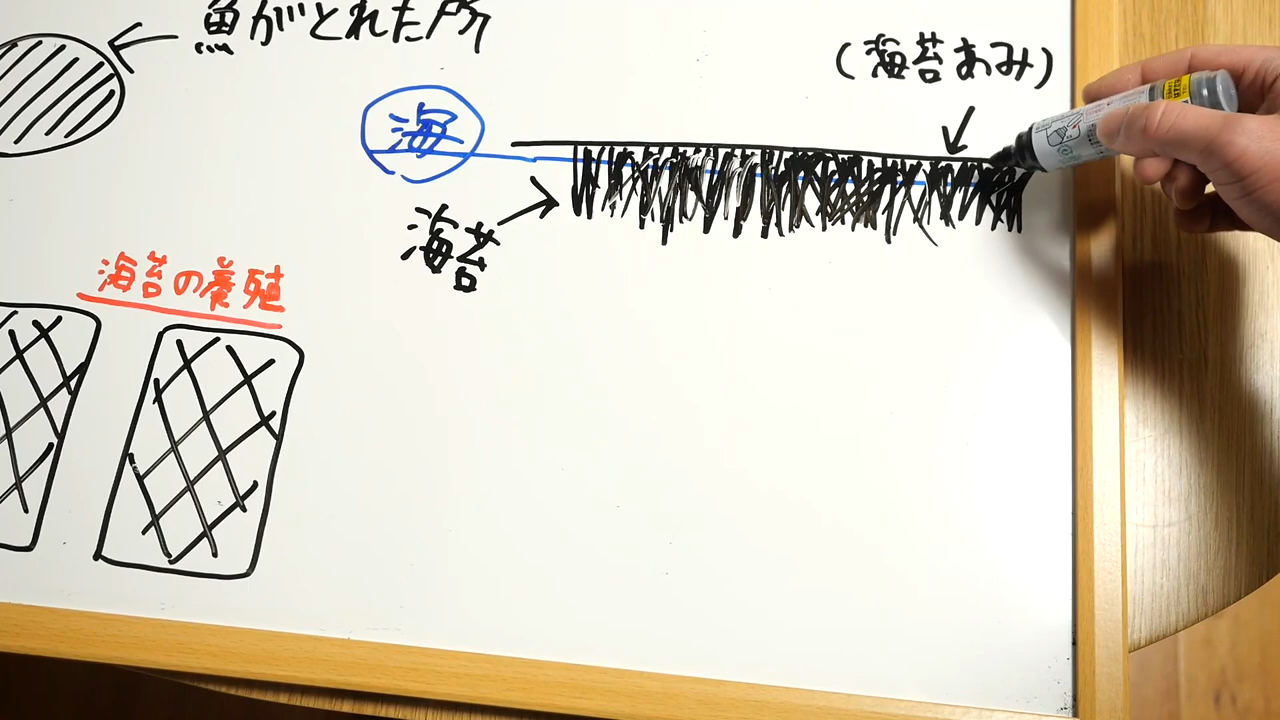 魚がとれた所
(海苔あみ)
海
海苔
海苔の養殖